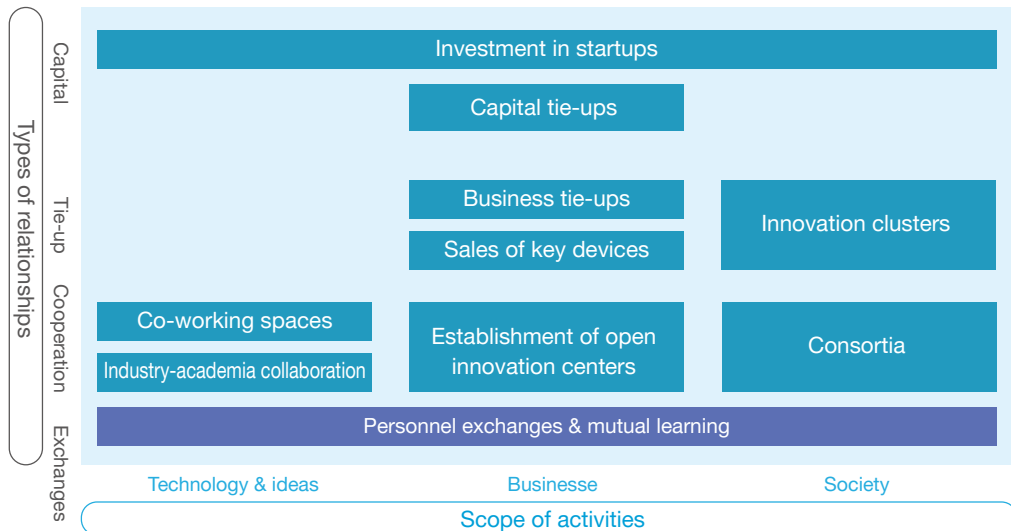 Types of relationships
Capital
Tie-up
Cooperation
Exchanges
Investment in startups
Capital tie-ups
Business tie-ups
Sales of key devices
Innovation clusters
Co-working spaces
Industry-academia collaboration
Establishment of open
innovation centers
Consortia
Personnel exchanges & mutual learning
Technology & ideas
Businesse
Society
Scope of activities